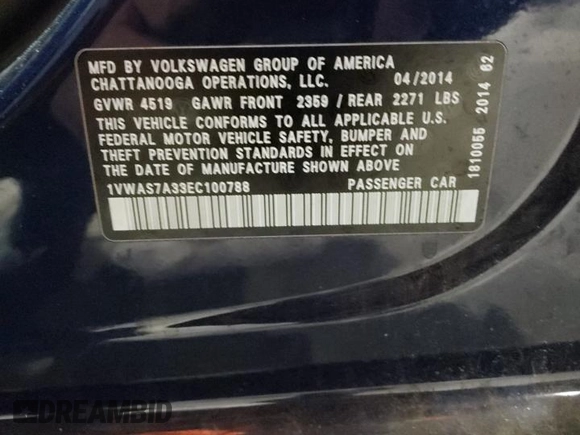 MFD BY VOLKSWAGEN GROUP OF AMERICA
CHATTANOOGA OPERATIONS, LLC. 04/2014
GVWR 4519 GAWR FRONT 2359 / REAR 2271 LBS
THIS VEHICLE CONFORMS TO ALL APPLICABLE U.S.
FEDERAL MOTOR VEHICLE SAFETY, BUMPER AND
THEFT PREVENTION STANDARDS IN EFFECT ON
THE DATE OF MANUFACTURE SHOWN ABOVE
1VWAS7A33EC100788 PASSENGER CAR
1810055 2014 62
DREAMBID